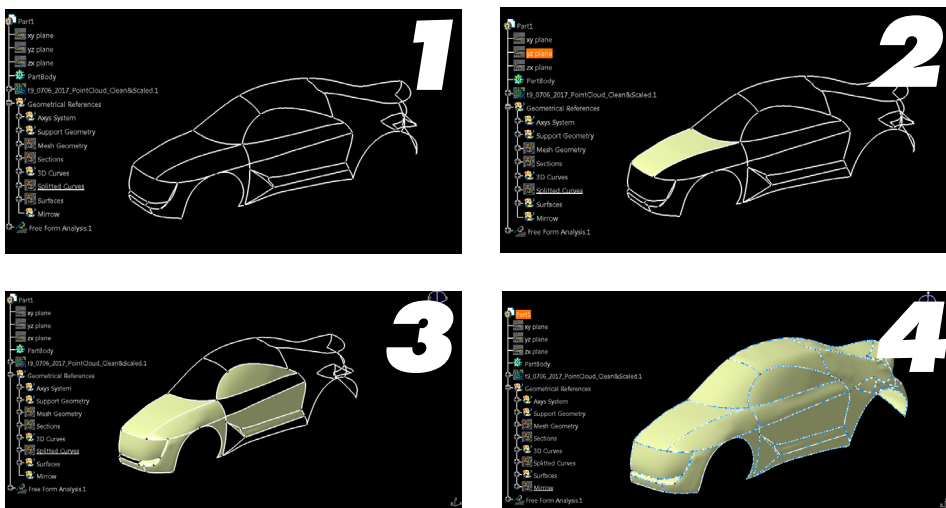 Part1
xy plane
yz plane
zx plane
PartBody
t9_0706_2017_PointCloud_Clean&Scaled.1
Geometrical References
Axys System
Support Geometry
Mesh Geometry
Sections
3D Curves
Splitted Curves
Surfaces
Mirrow
Free Form Analysis.1
1
Part1
xy plane
yz plane
zx plane
PartBody
t9_0706_2017_PointCloud_Clean&Scaled.1
Geometrical References
Axys System
Support Geometry
Mesh Geometry
Sections
3D Curves
Splitted Curves
Surfaces
Mirrow
Free Form Analysis.1
2
Part1
xy plane
yz plane
zx plane
PartBody
t9_0706_2017_PointCloud_Clean&Scaled.1
Geometrical References
Axys System
Support Geometry
Mesh Geometry
Sections
3D Curves
Splitted Curves
Surfaces
Mirrow
Free Form Analysis.1
3
Part1
xy plane
yz plane
zx plane
PartBody
t9_0706_2017_PointCloud_Clean&Scaled.1
Geometrical References
Axys System
Support Geometry
Mesh Geometry
Sections
3D Curves
Splitted Curves
Surfaces
Mirrow
Free Form Analysis.1
4